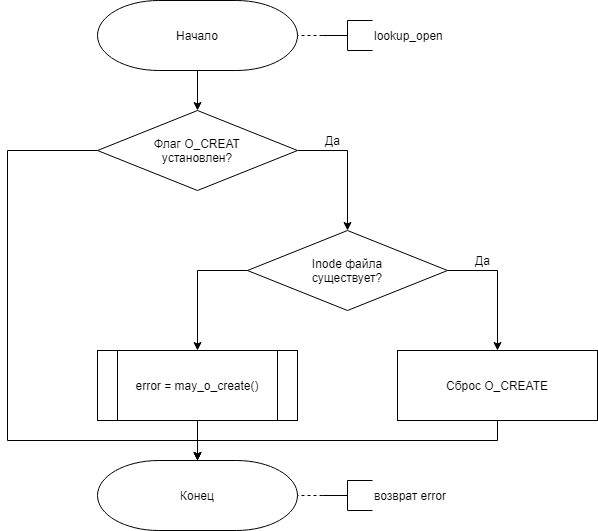 Начало
lookup_open
Флаг O_CREAT
установлен?
Да
Inode файла
существует?
Да
error = may_o_create()
Сброс O_CREATE
Конец
возврат error